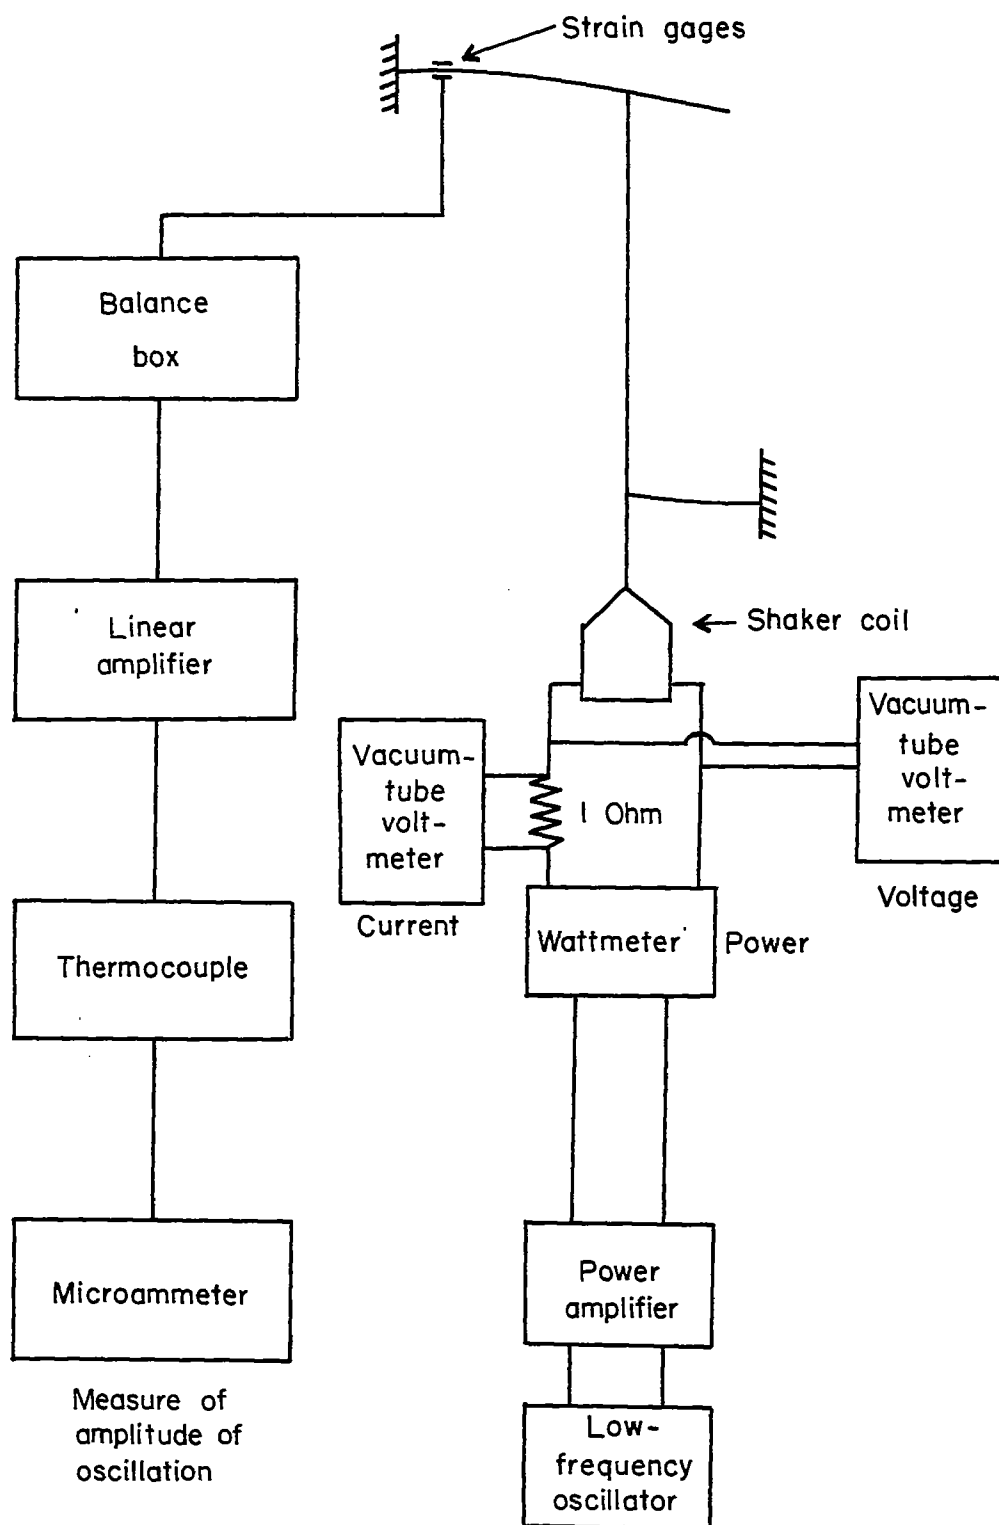 Strain gages
Balance
box
Linear
amplifier
Thermocouple
Microammeter
Measure of
amplitude of
oscillation
Shaker coil
Vacuum-
tube
volt-
meter
Current
1 Ohm
Vacuum-
tube
volt-
meter
Voltage
Wattmeter
Power
Power
amplifier
Low-
frequency
oscillator